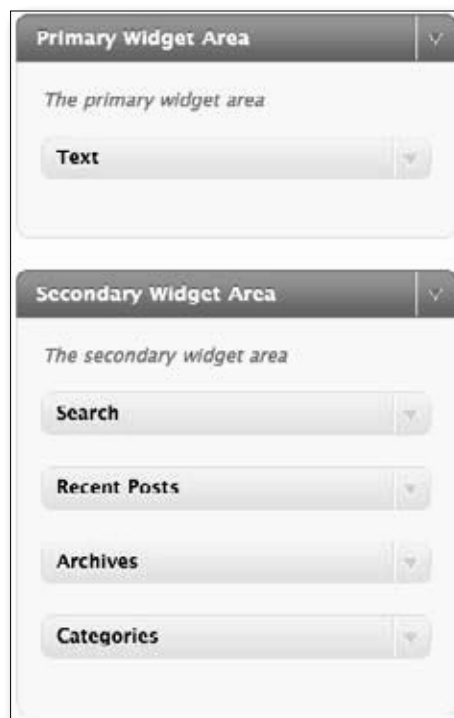 Primary Widget Area
The primary widget area
Text
Secondary Widget Area
The secondary widget area
Search
Recent Posts
Archives
Categories